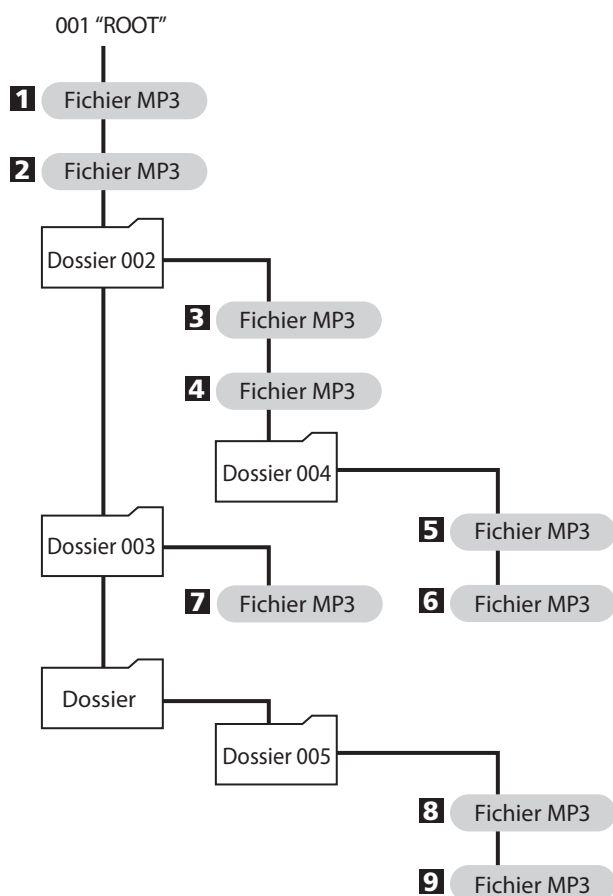 001 “ROOT”
1 Fichier MP3
2 Fichier MP3
Dossier 002
3 Fichier MP3
4 Fichier MP3
Dossier 004
5 Fichier MP3
6 Fichier MP3
Dossier 003
7 Fichier MP3
Dossier
Dossier 005
8 Fichier MP3
9 Fichier MP3